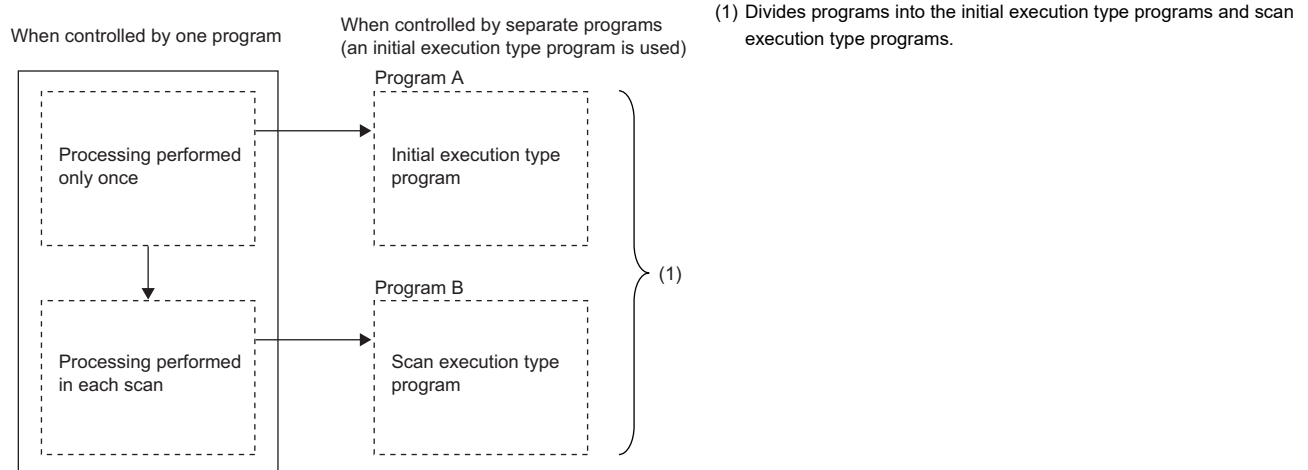 When controlled by one program
When controlled by separate programs
(an initial execution type program is used)
Program A
Processing performed
only once
Initial execution type
program
(1)
Program B
Processing performed
in each scan
Scan execution type
program
(1) Divides programs into the initial execution type programs and scan
execution type programs.